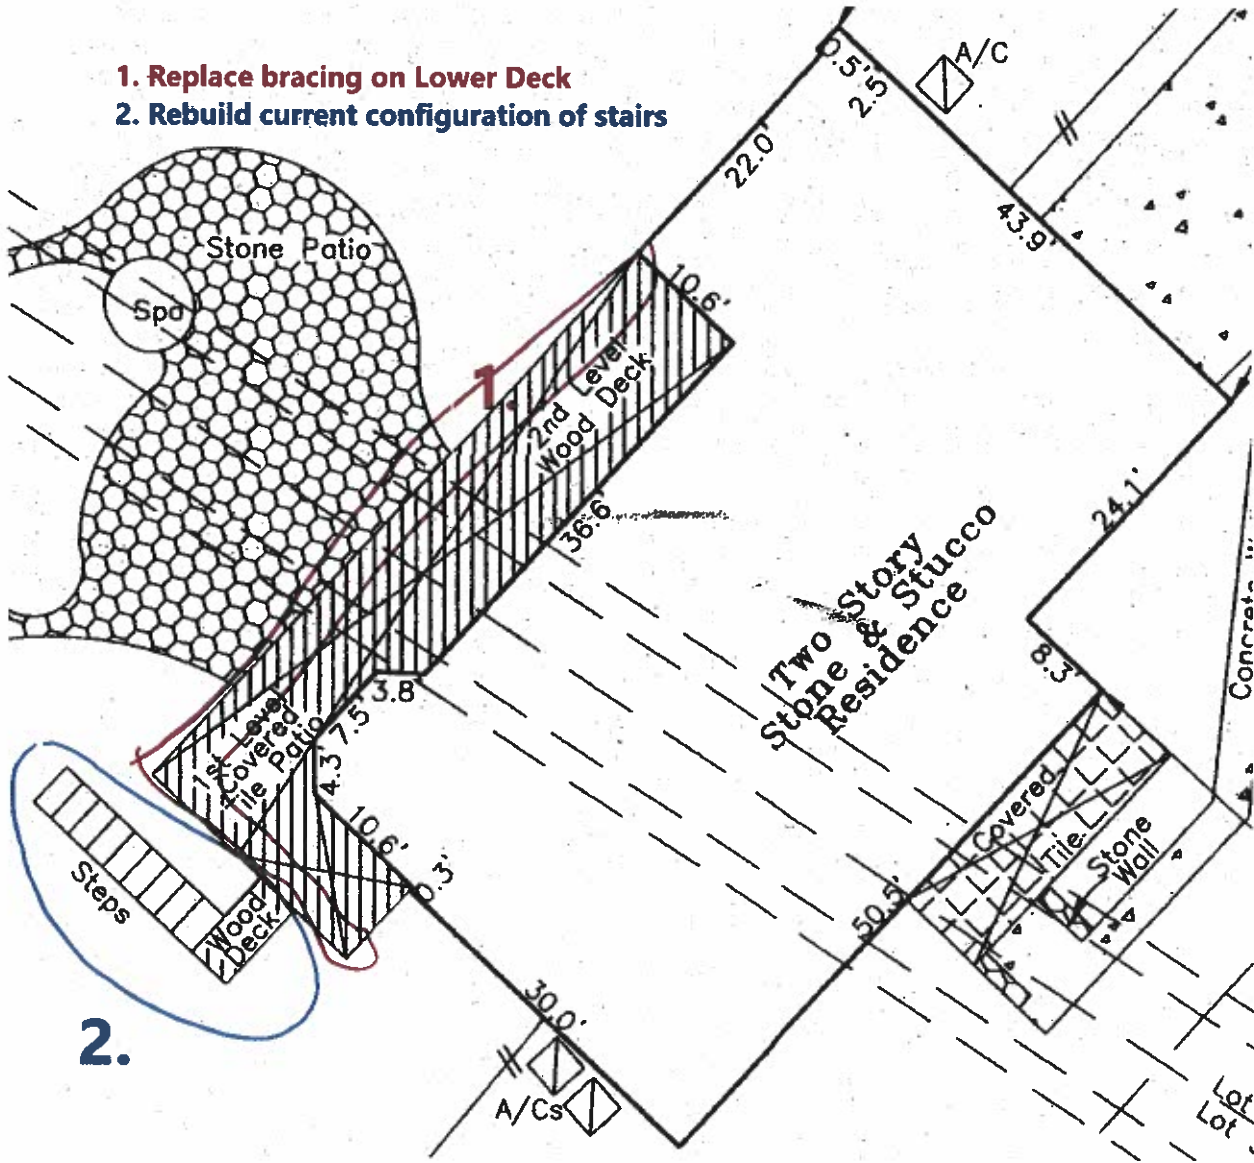 1. Replace bracing on Lower Deck
2. Rebuild current configuration of stairs
A/C
0.5'
2.5'
22.0'
43.9'
Stone Patio
Spa
10.6'
1.
2nd Level
Wood Deck
36.6'
24.1'
Two Story
Stone & Stucco
Residence
8.3'
Concrete
3.8'
7.5'
4.3'
1st Level
Covered
Tile Patio
10.6'
0.3'
Covered
Tile
Stone
Wall
50.5'
Steps
Wood
Deck
30.0'
2.
A/Cs
Lot
Lot